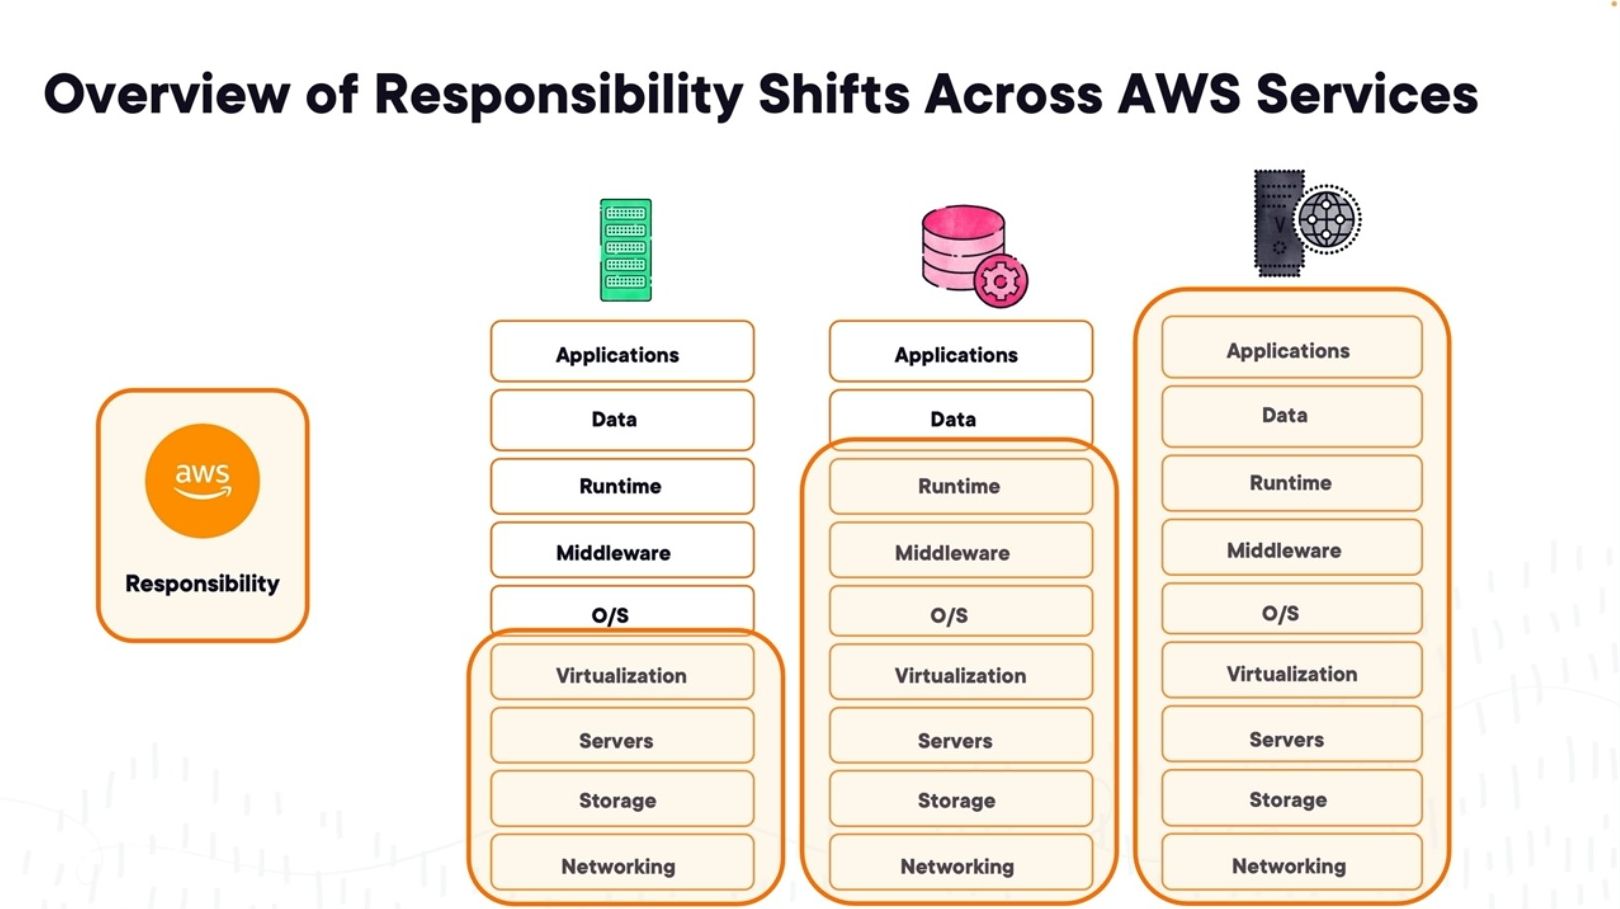 Overview of Responsibility Shifts Across AWS Services
aws
Responsibility
Applications
Data
Runtime
Middleware
O/S
Virtualization
Servers
Storage
Networking
Applications
Data
Runtime
Middleware
O/S
Virtualization
Servers
Storage
Networking
V
Applications
Data
Runtime
Middleware
O/S
Virtualization
Servers
Storage
Networking